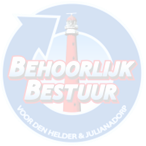 BEHOORLIJK
BESTUUR
VOOR DEN HELDER & JULIANADORP